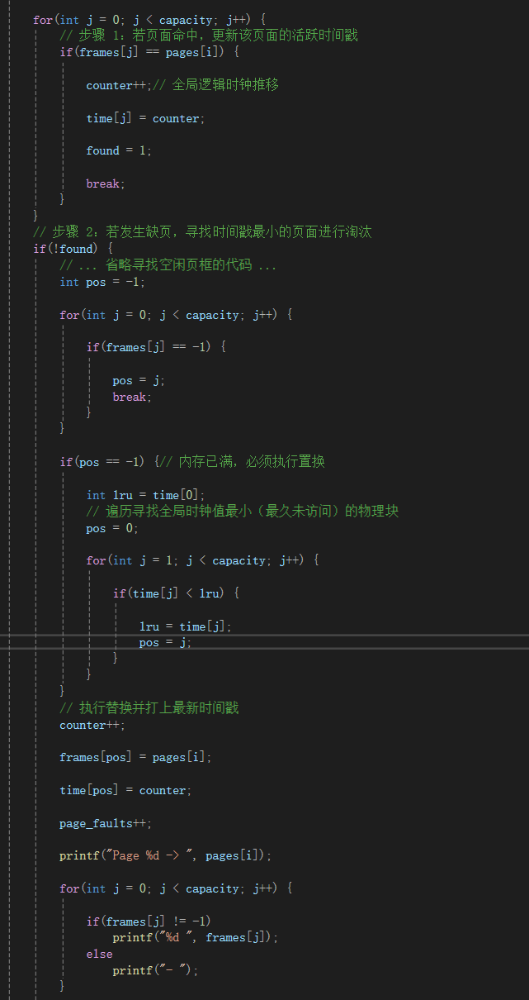 for(int j = 0; j < capacity; j++) {
// 步骤 1：若页面命中，更新该页面的活跃时间戳
if(frames[j] == pages[i]) {
counter++;// 全局逻辑时钟推移
time[j] = counter;
found = 1;
break;
}
}
// 步骤 2：若发生缺页，寻找时间戳最小的页面进行淘汰
if(!found) {
// ... 省略寻找空闲页框的代码 ...
int pos = -1;
for(int j = 0; j < capacity; j++) {
if(frames[j] == -1) {
pos = j;
break;
}
}
if(pos == -1) {// 内存已满，必须执行置换
int lru = time[0];
// 遍历寻找全局时钟值最小（最久未访问）的物理块
pos = 0;
for(int j = 1; j < capacity; j++) {
if(time[j] < lru) {
lru = time[j];
pos = j;
}
}
}
// 执行替换并打上最新时间戳
counter++;
frames[pos] = pages[i];
time[pos] = counter;
page_faults++;
printf("Page %d -> ", pages[i]);
for(int j = 0; j < capacity; j++) {
if(frames[j] != -1)
printf("%d ", frames[j]);
else
printf("- ");
}